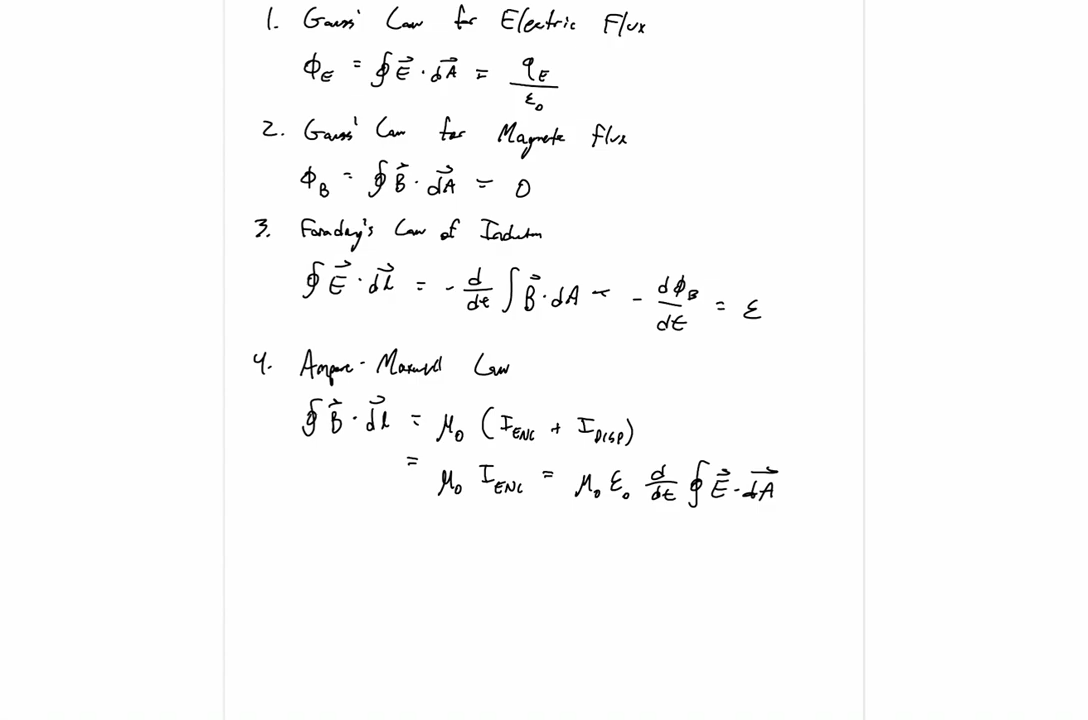 1. Gauss' Law for Electric Flux
ϕ_E = ∮E⃗ · dA⃗ = q_E / ε₀
2. Gauss' Law for Magnetic Flux
ϕ_B = ∮B⃗ · dA⃗ = 0
3. Faraday's Law of Induction
∮E⃗ · dl⃗ = - d/dt ∫B⃗ · dA = - dϕ_B/dt = ε
4. Ampere-Maxwell Law
∮B⃗ · dl⃗ = μ₀ (I_ENC + I_DISP)
= μ₀ I_ENC = μ₀ ε₀ d/dt ∮E⃗ · dA⃗